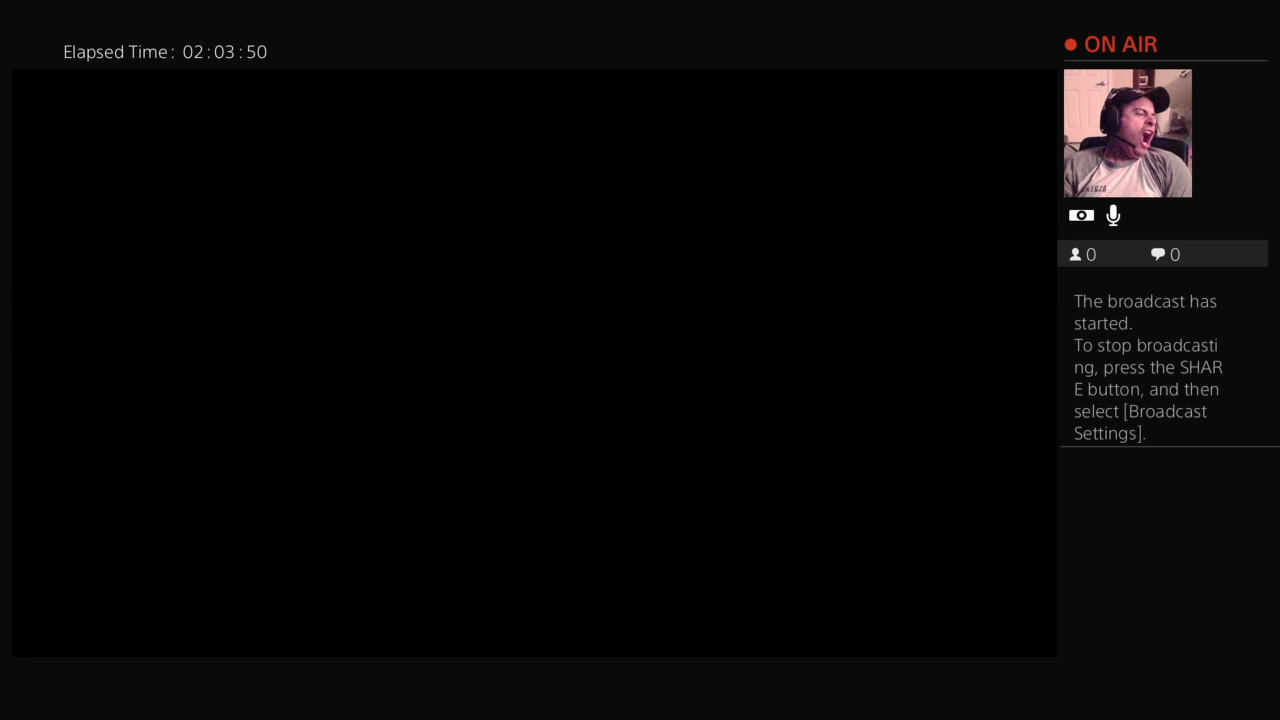 Elapsed Time: 02:03:50
ON AIR
0
0
The broadcast has
started.
To stop broadcasti
ng, press the SHAR
E button, and then
select [Broadcast
Settings].